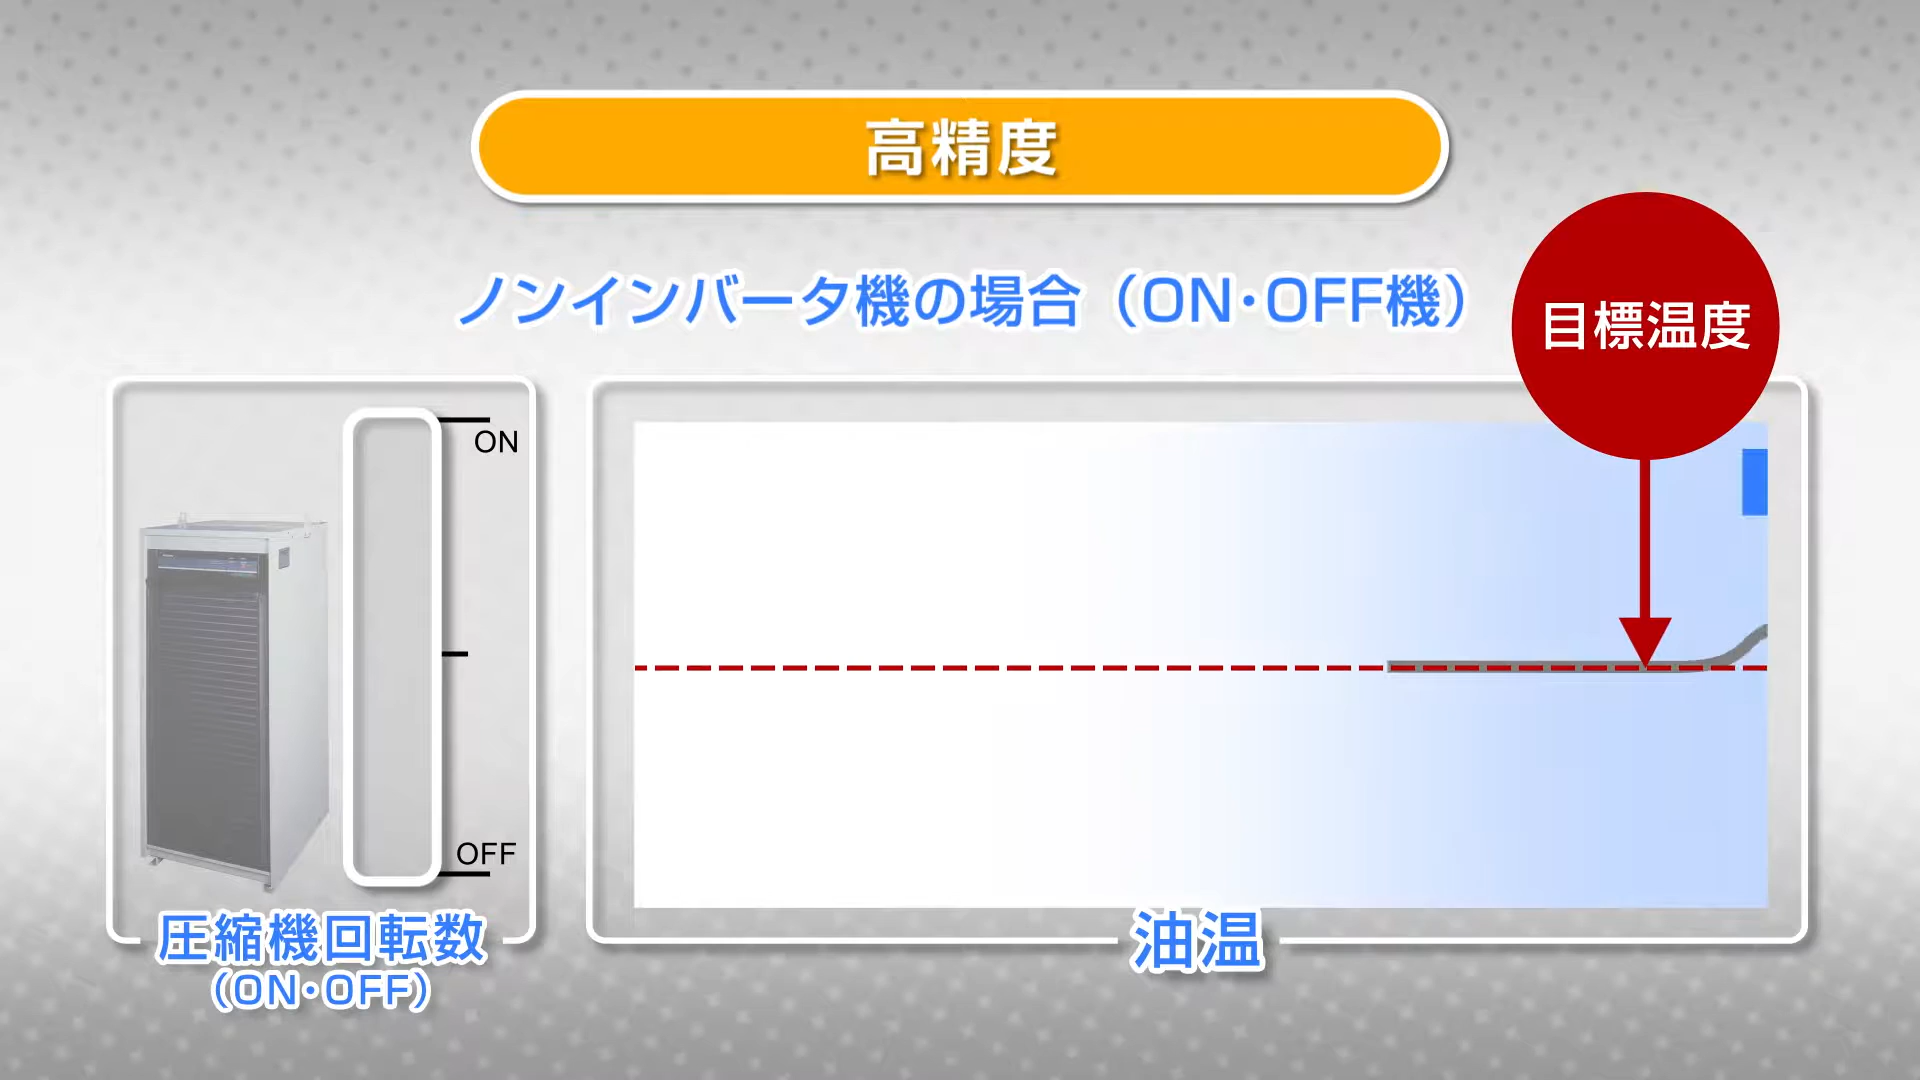 高精度
ノンインバータ機の場合（ON･OFF機）
目標温度
ON
OFF
圧縮機回転数
（ON･OFF）
油温